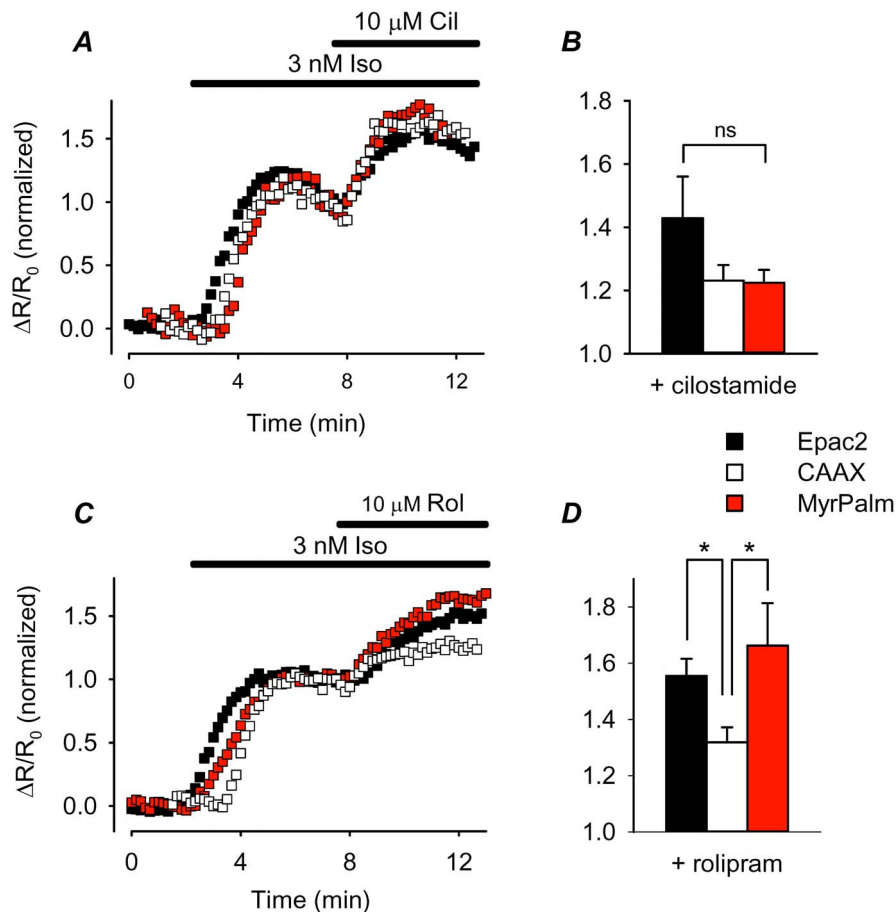 A
10 μM Cil
3 nM Iso
1.5
1.0
0.5
0.0
ΔR/R0 (normalized)
0
4
8
12
Time (min)
B
1.8
1.6
1.4
1.2
1.0
ns
+ cilostamide
Epac2
CAAX
MyrPalm
C
10 μM Rol
3 nM Iso
1.5
1.0
0.5
0.0
ΔR/R0 (normalized)
0
4
8
12
Time (min)
D
1.8
1.6
1.4
1.2
1.0
*
*
+ rolipram